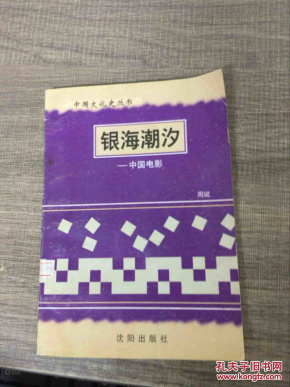 中国文化史丛书
银海潮汐
—中国电影
周斌
沈阳出版社
孔夫子旧书网